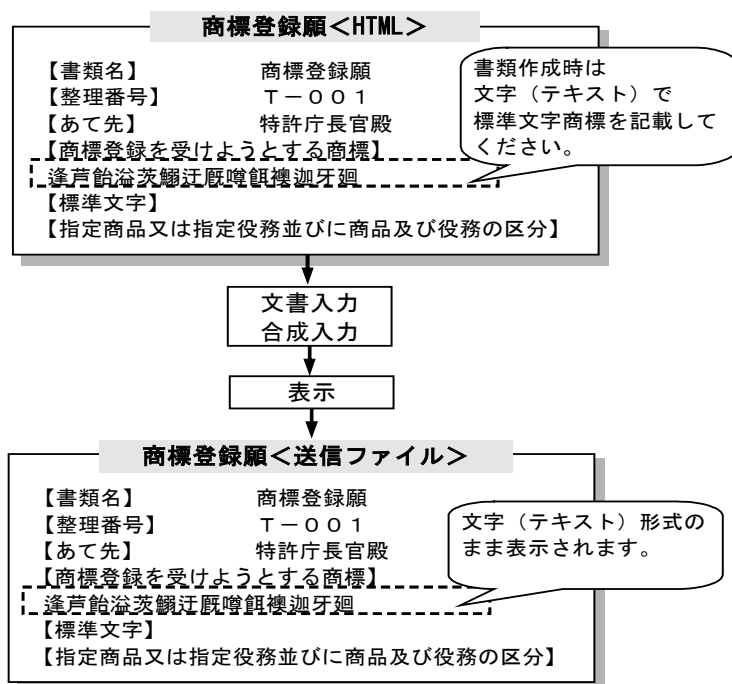 商標登録願＜HTML＞
【書類名】　　　　　商標登録願
【整理番号】　　　　Ｔ－００１
【あて先】　　　　　特許庁長官殿
【商標登録を受けようとする商標】
逢芦飴溢茨鰯迂厩噂餌襖迦牙廻
【標準文字】
【指定商品又は指定役務並びに商品及び役務の区分】
書類作成時は
文字（テキスト）で
標準文字商標を記載して
ください。
文書入力
合成入力
表示
商標登録願＜送信ファイル＞
【書類名】　　　　　商標登録願
【整理番号】　　　　Ｔ－００１
【あて先】　　　　　特許庁長官殿
【商標登録を受けようとする商標】
逢芦飴溢茨鰯迂厩噂餌襖迦牙廻
【標準文字】
【指定商品又は指定役務並びに商品及び役務の区分】
文字（テキスト）形式の
まま表示されます。